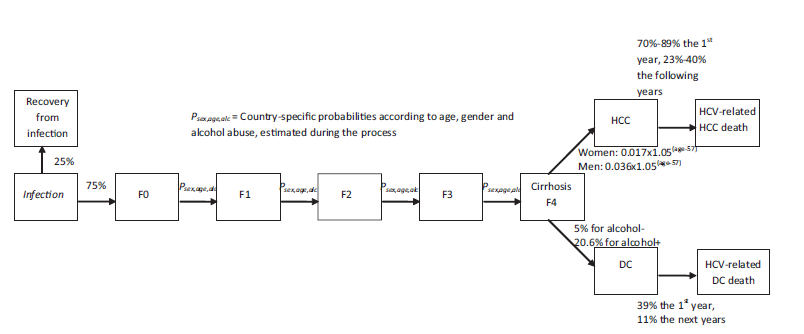 70%-89% the 1st
year, 23%-40%
the following
years
Recovery
from
infection
Psex,age,alc = Country-specific probabilities according to age, gender and
alcohol abuse, estimated during the process
HCC
HCV-related
HCC death
25%
Women: 0.017x1.05(age-57)
Men: 0.036x1.05(age-57)
Infection
75%
F0
Psex,age,alc
F1
Psex,age,alc
F2
Psex,age,alc
F3
Psex,age,alc
Cirrhosis
F4
5% for alcohol-
20.6% for alcohol+
DC
HCV-related
DC death
39% the 1st year,
11% the next years